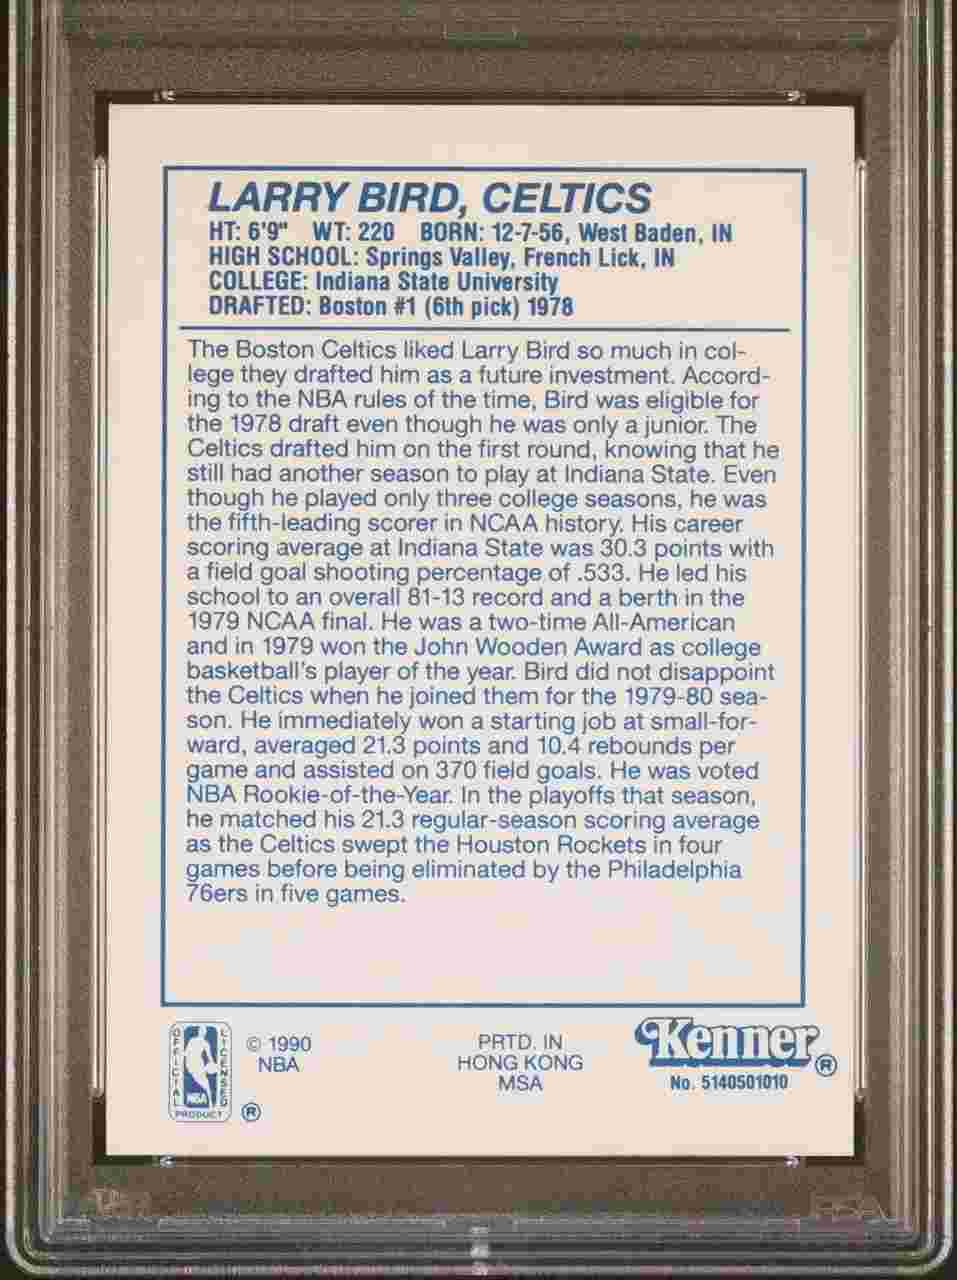 LARRY BIRD, CELTICS
HT: 6'9" WT: 220 BORN: 12-7-56, West Baden, IN
HIGH SCHOOL: Springs Valley, French Lick, IN
COLLEGE: Indiana State University
DRAFTED: Boston #1 (6th pick) 1978
The Boston Celtics liked Larry Bird so much in col-
lege they drafted him as a future investment. Accord-
ing to the NBA rules of the time, Bird was eligible for
the 1978 draft even though he was only a junior. The
Celtics drafted him on the first round, knowing that he
still had another season to play at Indiana State. Even
though he played only three college seasons, he was
the fifth-leading scorer in NCAA history. His career
scoring average at Indiana State was 30.3 points with
a field goal shooting percentage of .533. He led his
school to an overall 81-13 record and a berth in the
1979 NCAA final. He was a two-time All-American
and in 1979 won the John Wooden Award as college
basketball's player of the year. Bird did not disappoint
the Celtics when he joined them for the 1979-80 sea-
son. He immediately won a starting job at small-for-
ward, averaged 21.3 points and 10.4 rebounds per
game and assisted on 370 field goals. He was voted
NBA Rookie-of-the-Year. In the playoffs that season,
he matched his 21.3 regular-season scoring average
as the Celtics swept the Houston Rockets in four
games before being eliminated by the Philadelphia
76ers in five games.
OFFICIAL LICENSED
NBA
PRODUCT ®
© 1990
NBA
PRTD. IN
HONG KONG
MSA
Kenner ®
No. 5140501010